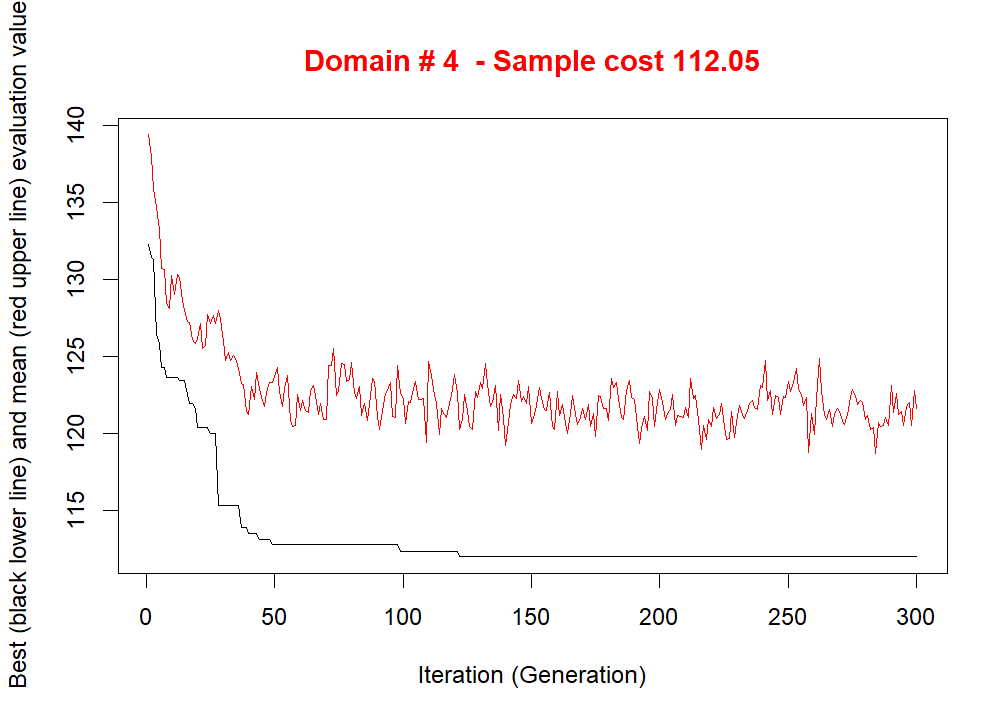 Domain # 4  - Sample cost 112.05
Best (black lower line) and mean (red upper line) evaluation value
140
135
130
125
120
115
0 50 100 150 200 250 300
Iteration (Generation)